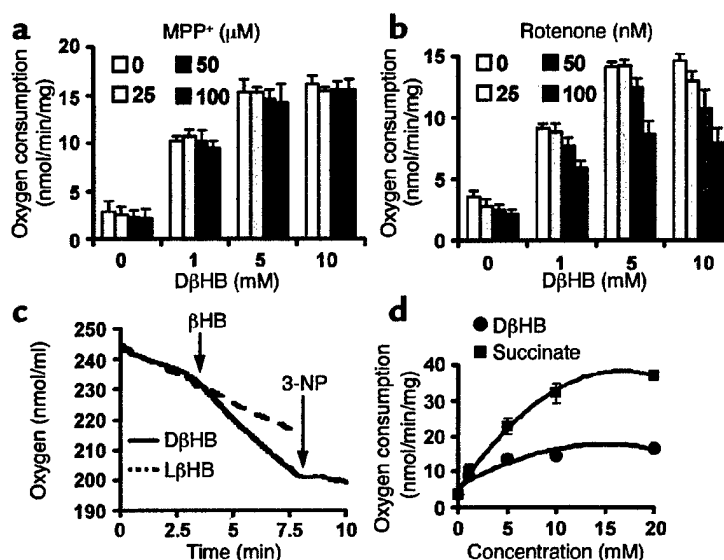 a
MPP⁺ (μM)
0
50
25
100
Oxygen consumption
(nmol/min/mg)
20
15
10
5
0
0
1
5
10
DβHB (mM)
b
Rotenone (nM)
0
50
25
100
Oxygen consumption
(nmol/min/mg)
15
10
5
0
0
1
5
10
DβHB (mM)
c
βHB
3-NP
Oxygen (nmol/ml)
250
240
230
220
210
200
190
DβHB
LβHB
0
2.5
5
7.5
10
Time (min)
d
DβHB
Succinate
Oxygen consumption
(nmol/min/mg)
40
30
20
10
0
0
5
10
15
20
Concentration (mM)